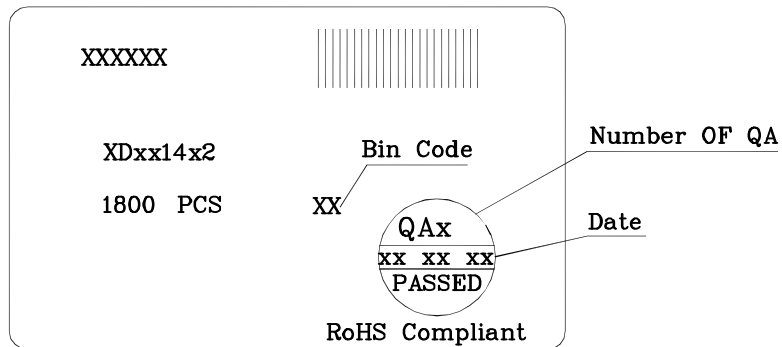 XXXXXX
XDxx14x2
Bin Code
Number OF QA
1800 PCS
XX
QAx
Date
xx xx xx
PASSED
RoHS Compliant